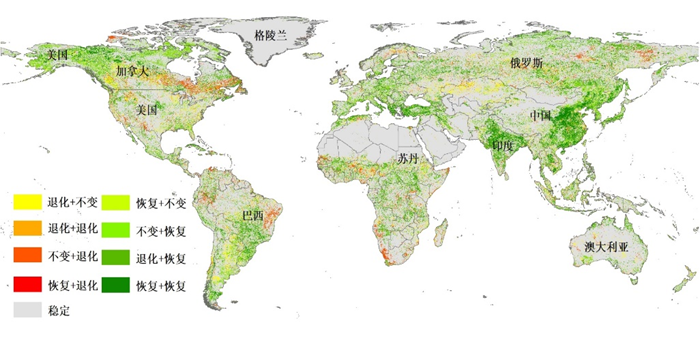 格陵兰
美国
加拿大
俄罗斯
美国
中国
印度
苏丹
巴西
澳大利亚
退化+不变
恢复+不变
退化+退化
不变+恢复
不变+退化
退化+恢复
恢复+退化
恢复+恢复
稳定